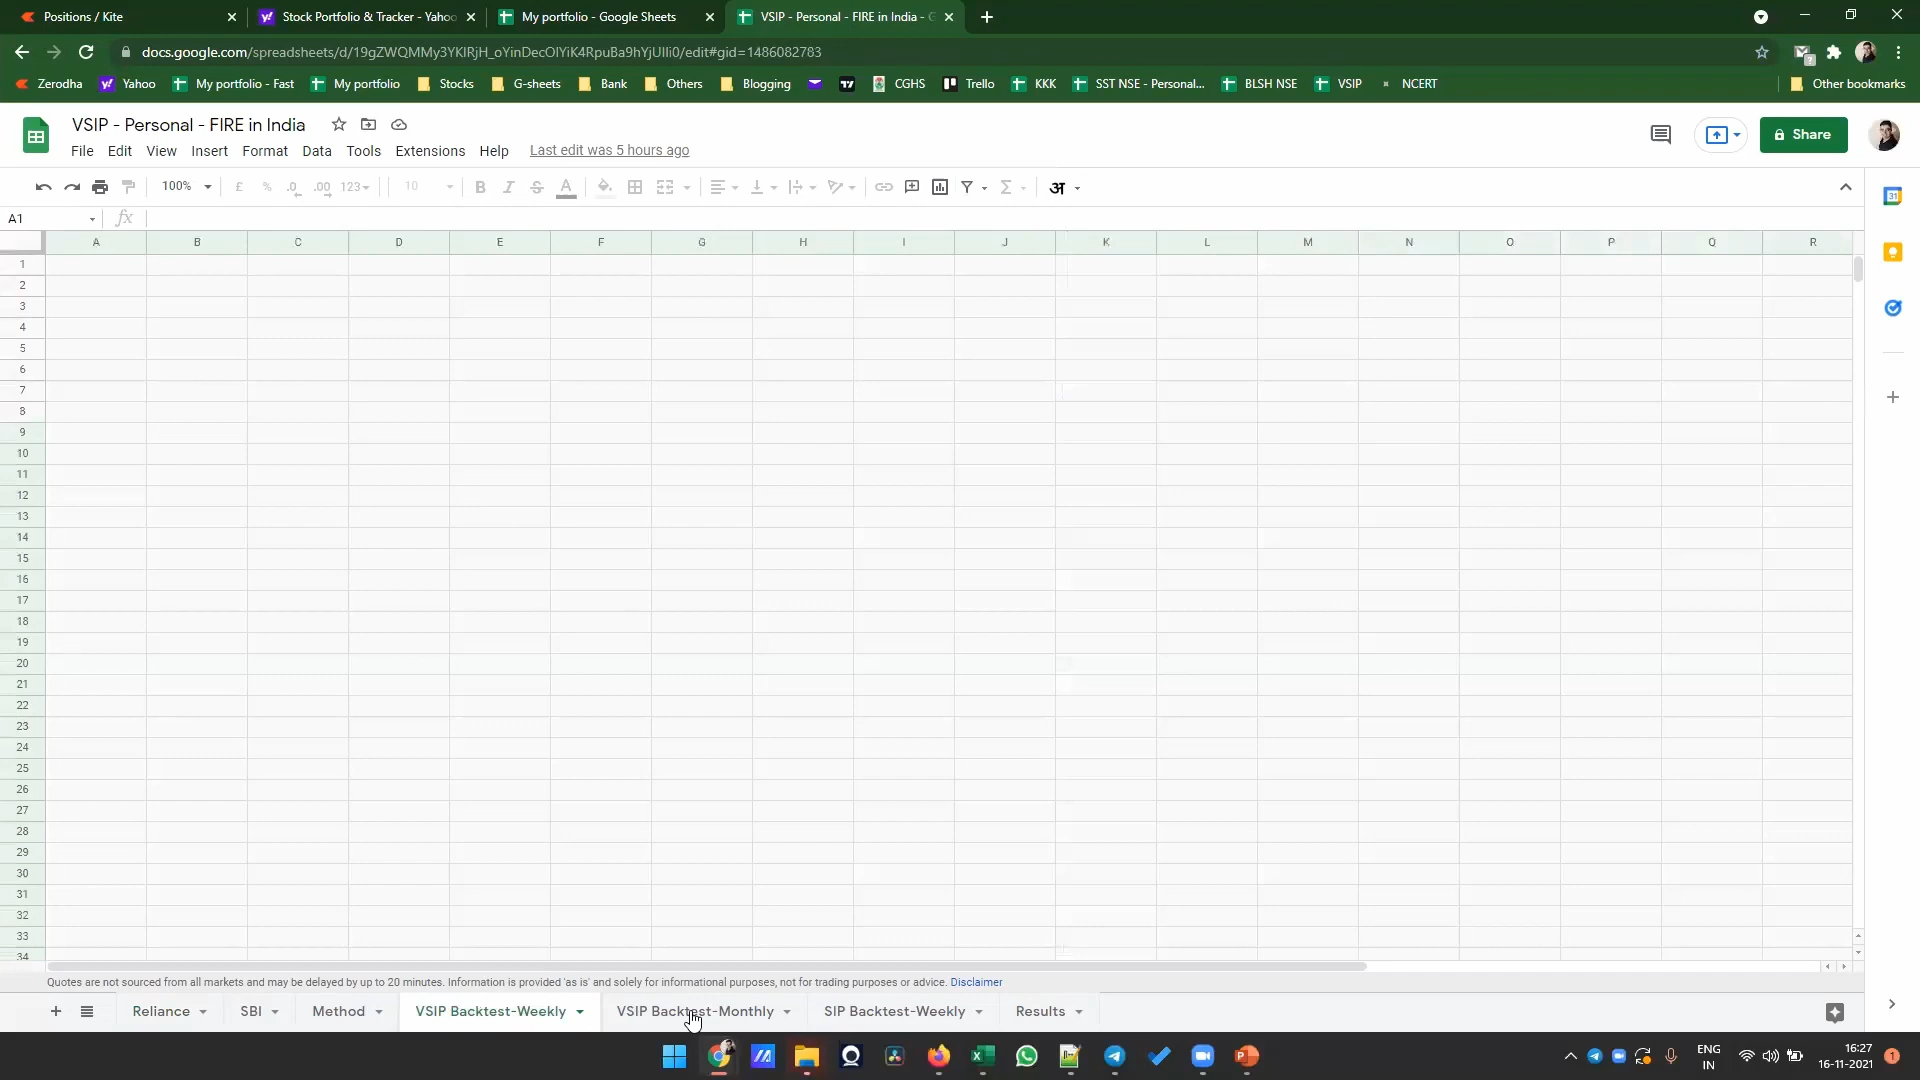 Positions / Kite
Stock Portfolio & Tracker - Yahoo
My portfolio - Google Sheets
VSIP - Personal - FIRE in India - G
docs.google.com/spreadsheets/d/19gZWQMMy3YKlRjH_oYinDecOlYiK4RpuBa9hYjUlli0/edit#gid=1486082783
Zerodha
Yahoo
My portfolio - Fast
My portfolio
Stocks
G-sheets
Bank
Others
Blogging
CGHS
Trello
KKK
SST NSE - Personal...
BLSH NSE
VSIP
NCERT
Other bookmarks
VSIP - Personal - FIRE in India
File Edit View Insert Format Data Tools Extensions Help Last edit was 5 hours ago
Share
100% £ % .0 .00 123 10 B I S A Σ अ
31
A1 fx
A B C D E F G H I J K L M N O P Q R
1
2
3
4
5
6
7
8
9
10
11
12
13
14
15
16
17
18
19
20
21
22
23
24
25
26
27
28
29
30
31
32
33
34
Quotes are not sourced from all markets and may be delayed by up to 20 minutes. Information is provided 'as is' and solely for informational purposes, not for trading purposes or advice. Disclaimer
Reliance
SBI
Method
VSIP Backtest-Weekly
VSIP Backtest-Monthly
SIP Backtest-Weekly
Results
ENG
IN
16:27
16-11-2021
1